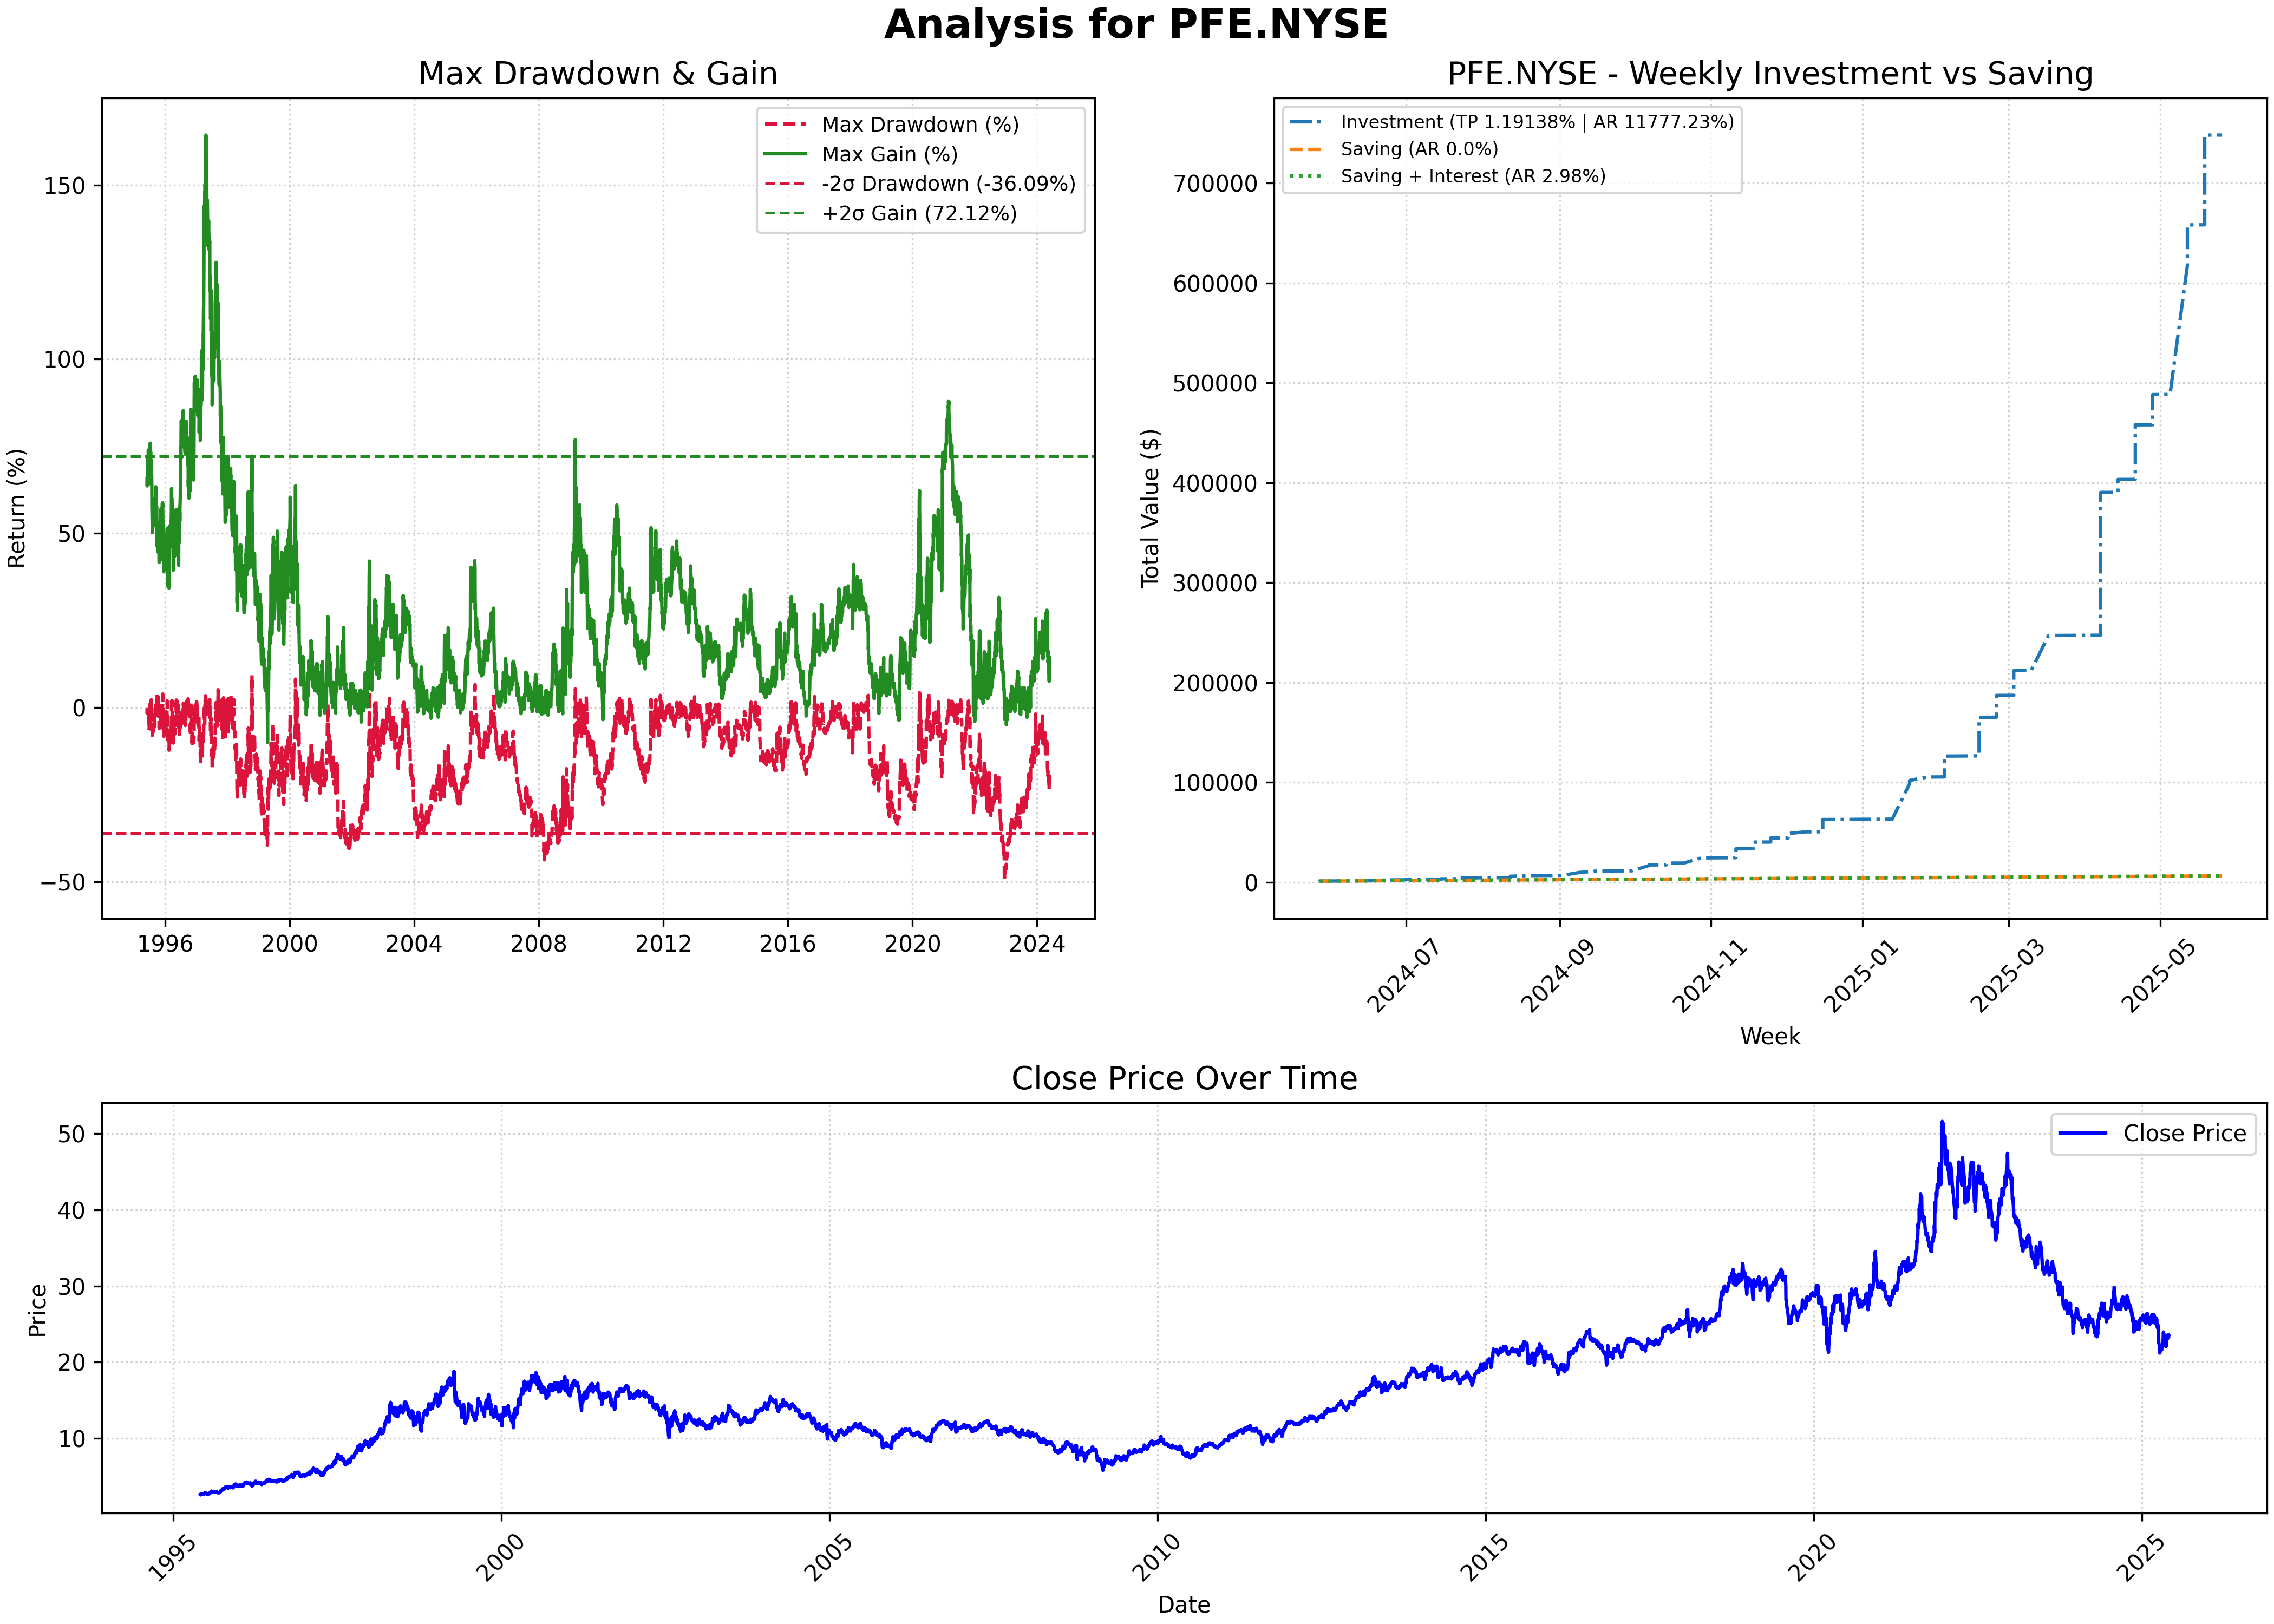 Analysis for PFE.NYSE
Max Drawdown & Gain
Return (%)
150
100
50
0
−50
Max Drawdown (%)
Max Gain (%)
-2σ Drawdown (-36.09%)
+2σ Gain (72.12%)
1996 2000 2004 2008 2012 2016 2020 2024
PFE.NYSE - Weekly Investment vs Saving
Total Value ($)
700000
600000
500000
400000
300000
200000
100000
0
Investment (TP 1.19138% | AR 11777.23%)
Saving (AR 0.0%)
Saving + Interest (AR 2.98%)
2024-07 2024-09 2024-11 2025-01 2025-03 2025-05
Week
Close Price Over Time
Price
50
40
30
20
10
Close Price
1995 2000 2005 2010 2015 2020 2025
Date